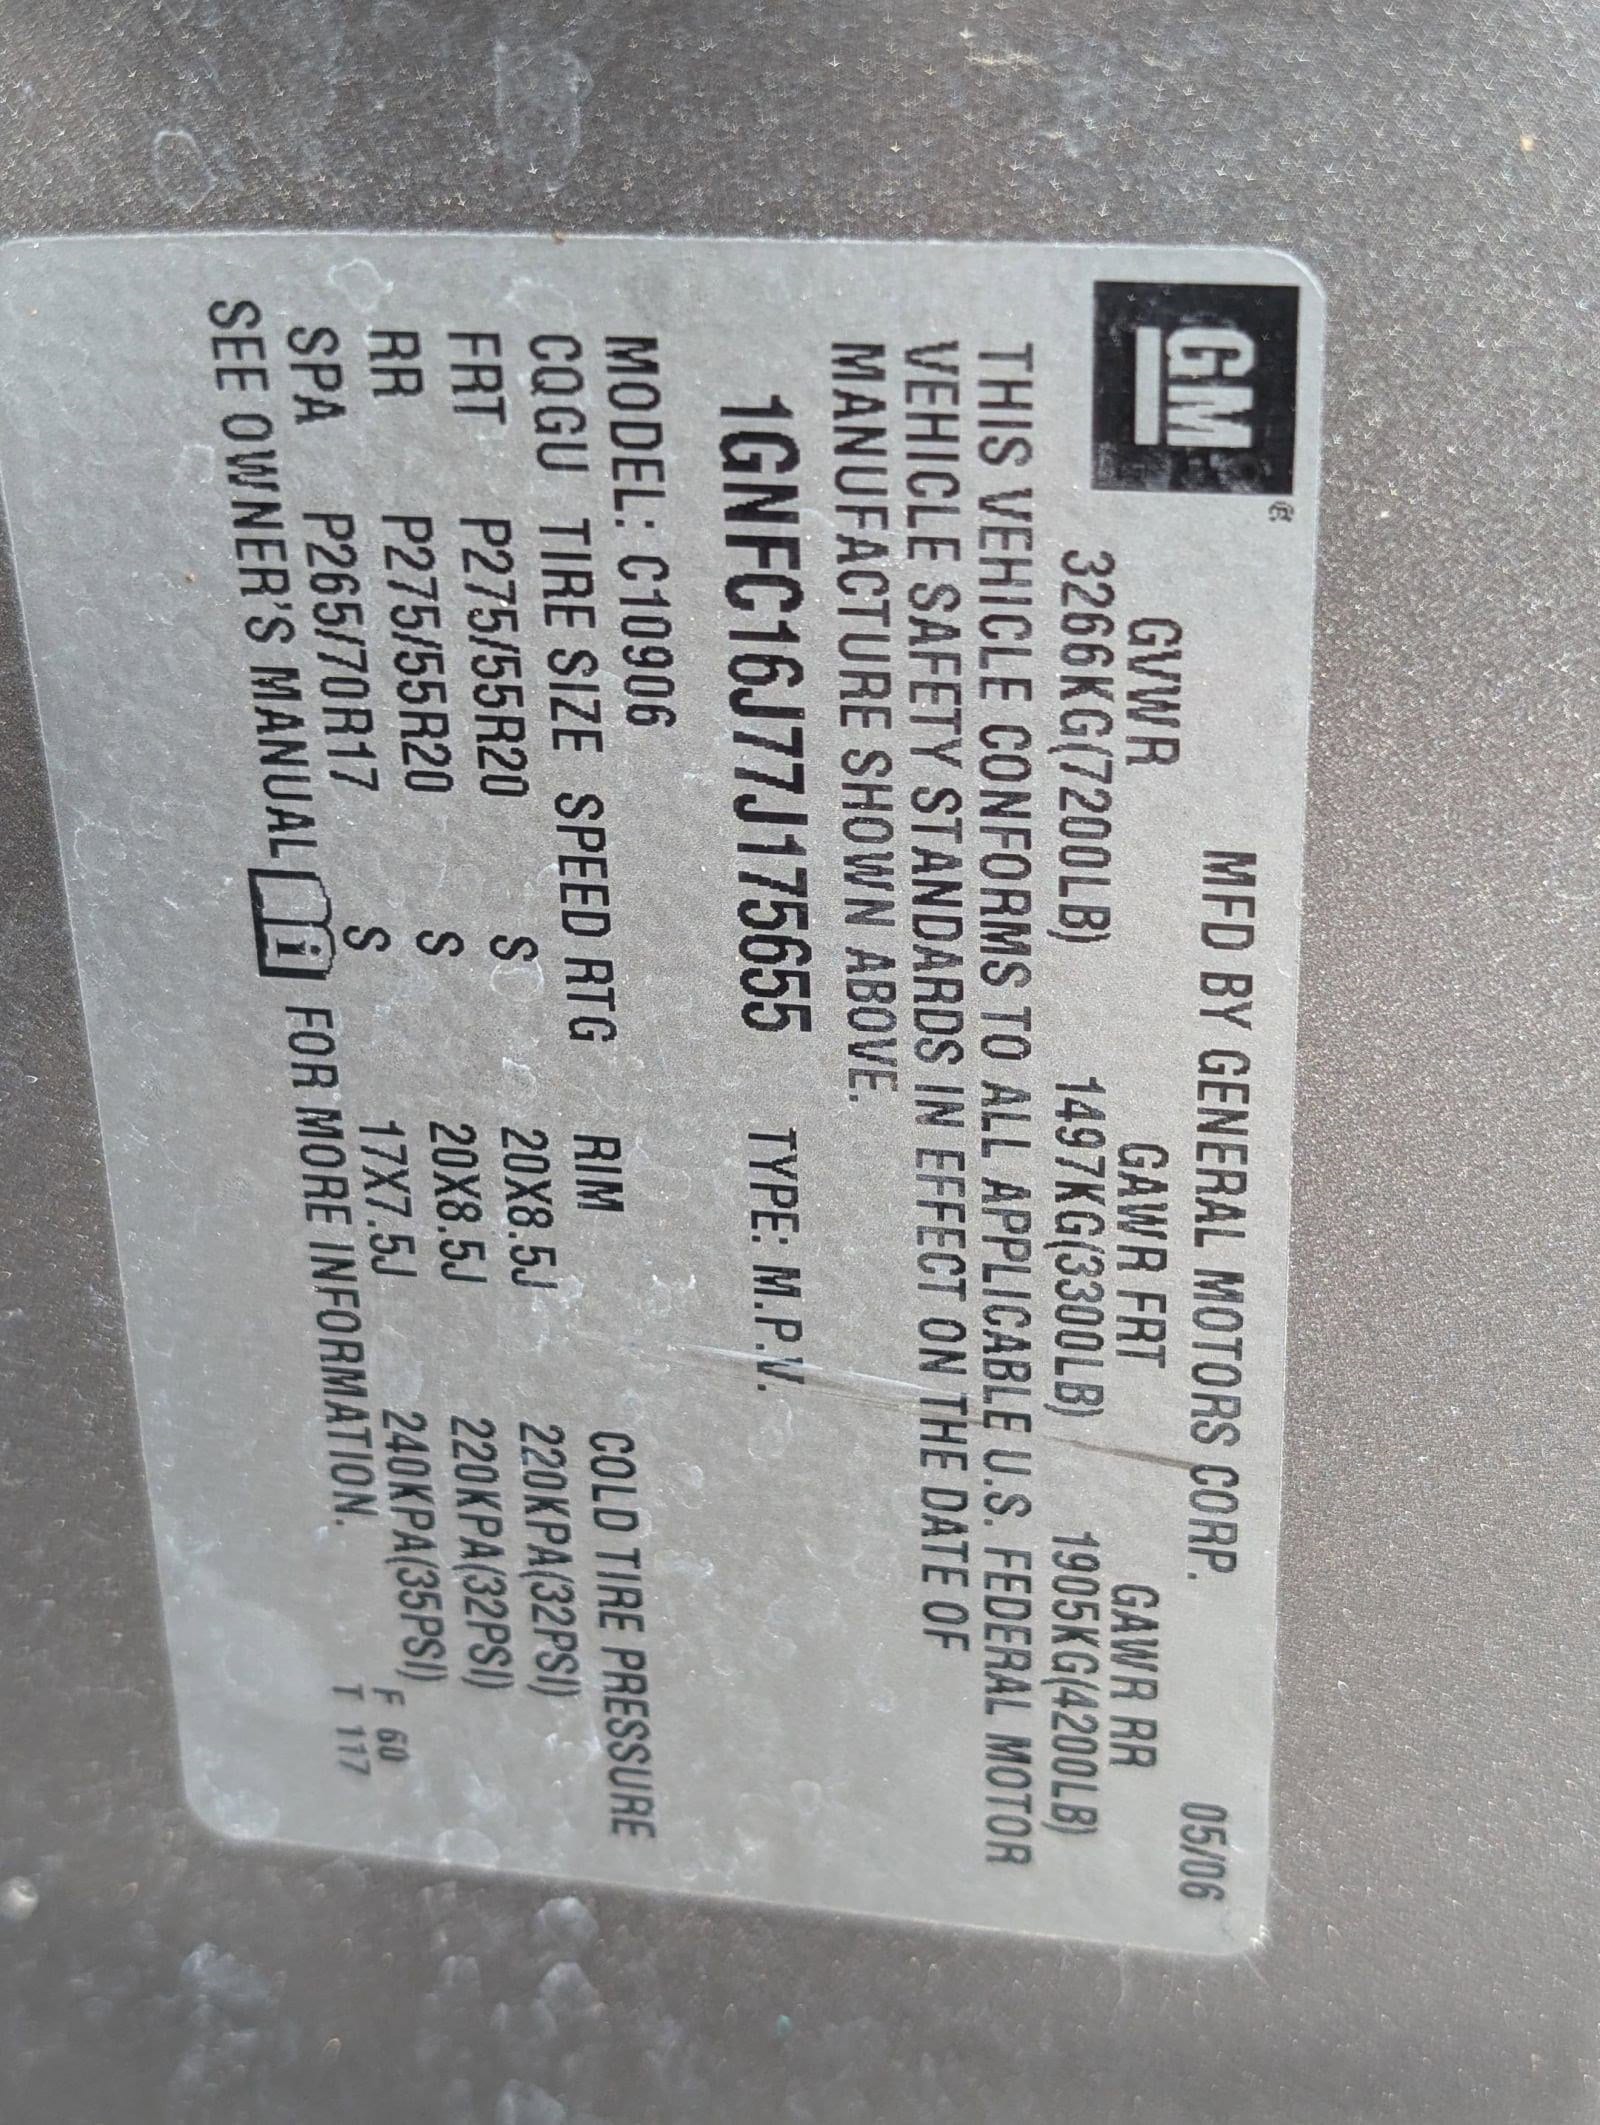 GM®
MFD BY GENERAL MOTORS CORP. 05/06
GVWR GAWR FRT GAWR RR
3266KG(7200LB) 1497KG(3300LB) 1905KG(4200LB)
THIS VEHICLE CONFORMS TO ALL APPLICABLE U.S. FEDERAL MOTOR
VEHICLE SAFETY STANDARDS IN EFFECT ON THE DATE OF
MANUFACTURE SHOWN ABOVE.
1GNFC16J77J175655 TYPE: M.P.V.
MODEL: C10906
CQGU TIRE SIZE SPEED RTG RIM COLD TIRE PRESSURE
FRT P275/55R20 S 20X8.5J 220KPA(32PSI)
RR P275/55R20 S 20X8.5J 220KPA(32PSI)
SPA P265/70R17 S 17X7.5J 240KPA(35PSI) F 60
SEE OWNER'S MANUAL i FOR MORE INFORMATION. T 117